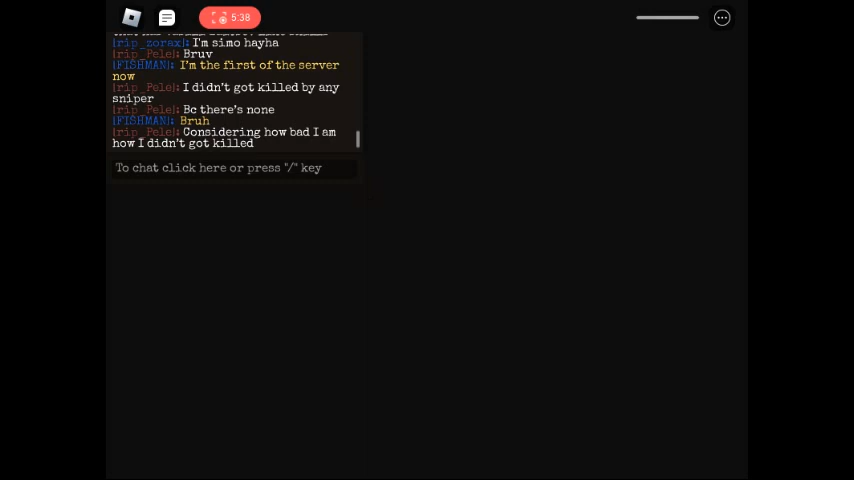 5:38
[rip_zorax]: I'm simo hayha
[rip_Pele]: Bruv
[FISHMAN]: I'm the first of the server
now
[rip_Pele]: I didn't got killed by any
sniper
[rip_Pele]: Bc there's none
[FISHMAN]: Bruh
[rip_Pele]: Considering how bad I am
how I didn't got killed
To chat click here or press "/" key